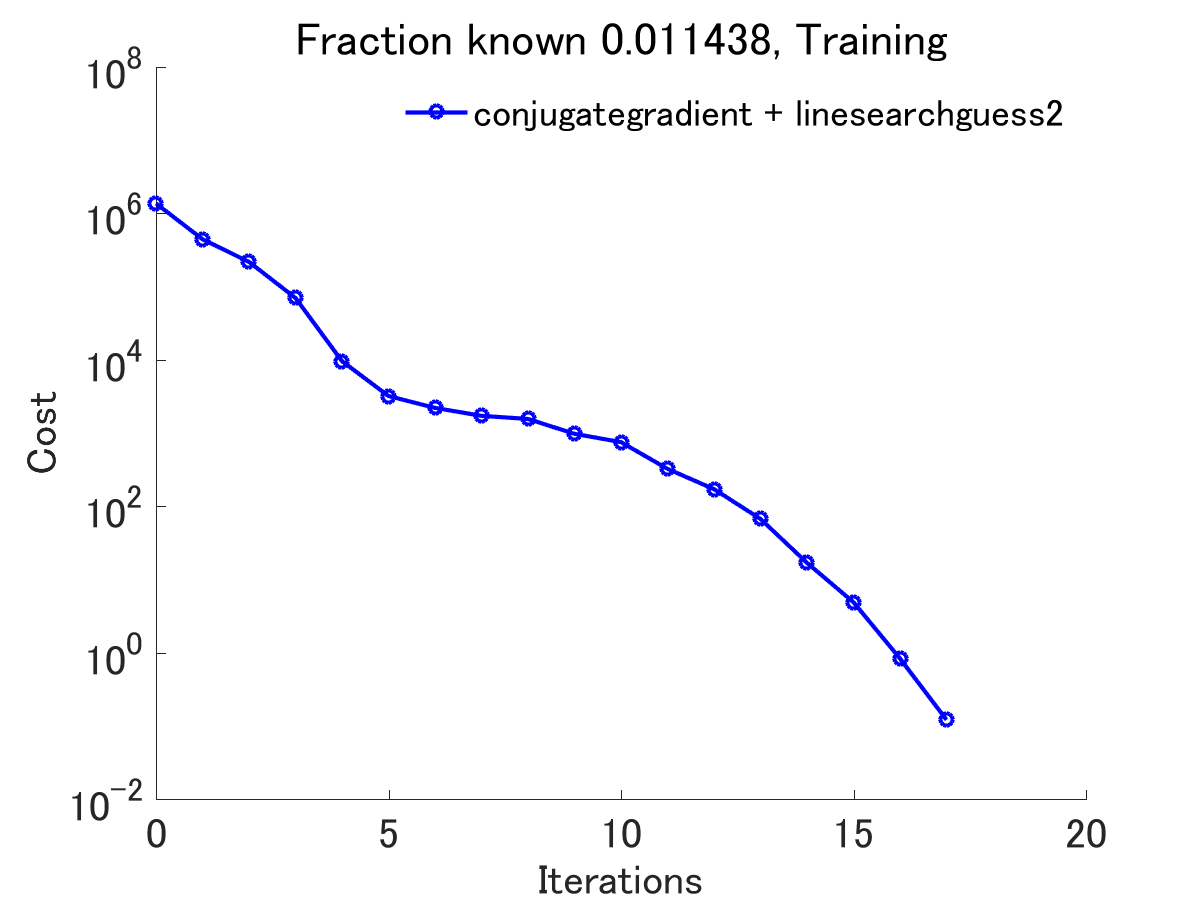 Fraction known 0.011438, Training
conjugategradient + linesearchguess2
10^8
10^6
10^4
10^2
10^0
10^−2
Cost
0 5 10 15 20
Iterations